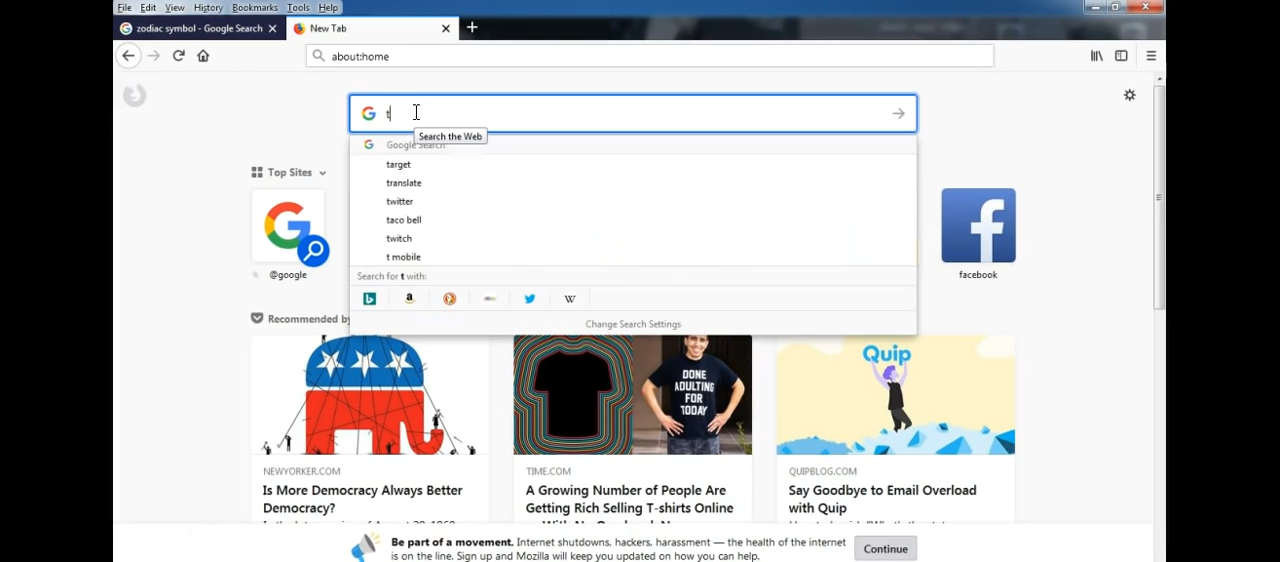 File Edit View History Bookmarks Tools Help
zodiac symbol - Google Search
New Tab
about:home
t
Search the Web
Google Search
target
translate
twitter
taco bell
twitch
t mobile
Search for t with:
Change Search Settings
Top Sites
@google
facebook
Recommended by
DONE
ADULTING
FOR
TODAY
Quip
NEWYORKER.COM
Is More Democracy Always Better
Democracy?
TIME.COM
A Growing Number of People Are
Getting Rich Selling T-shirts Online
QUIPBLOG.COM
Say Goodbye to Email Overload
with Quip
Be part of a movement. Internet shutdowns, hackers, harassment — the health of the internet
is on the line. Sign up and Mozilla will keep you updated on how you can help.
Continue